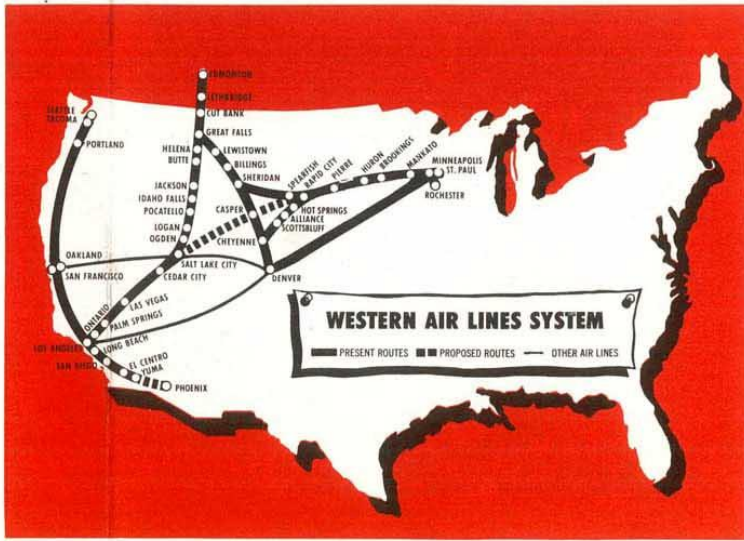 EDMONTON
LETHBRIDGE
CUT BANK
GREAT FALLS
SEATTLE
TACOMA
PORTLAND
HELENA
BUTTE
LEWISTOWN
BILLINGS
SHERIDAN
SPEARFISH
RAPID CITY
PIERRE
HURON
BROOKINGS
MANKATO
MINNEAPOLIS
ST. PAUL
ROCHESTER
JACKSON
IDAHO FALLS
POCATELLO
LOGAN
OGDEN
CASPER
HOT SPRINGS
ALLIANCE
SCOTTSBLUFF
CHEYENNE
OAKLAND
SAN FRANCISCO
SALT LAKE CITY
CEDAR CITY
DENVER
LAS VEGAS
ONTARIO
PALM SPRINGS
LOS ANGELES
LONG BEACH
SAN DIEGO
EL CENTRO
YUMA
PHOENIX
WESTERN AIR LINES SYSTEM
PRESENT ROUTES PROPOSED ROUTES OTHER AIR LINES